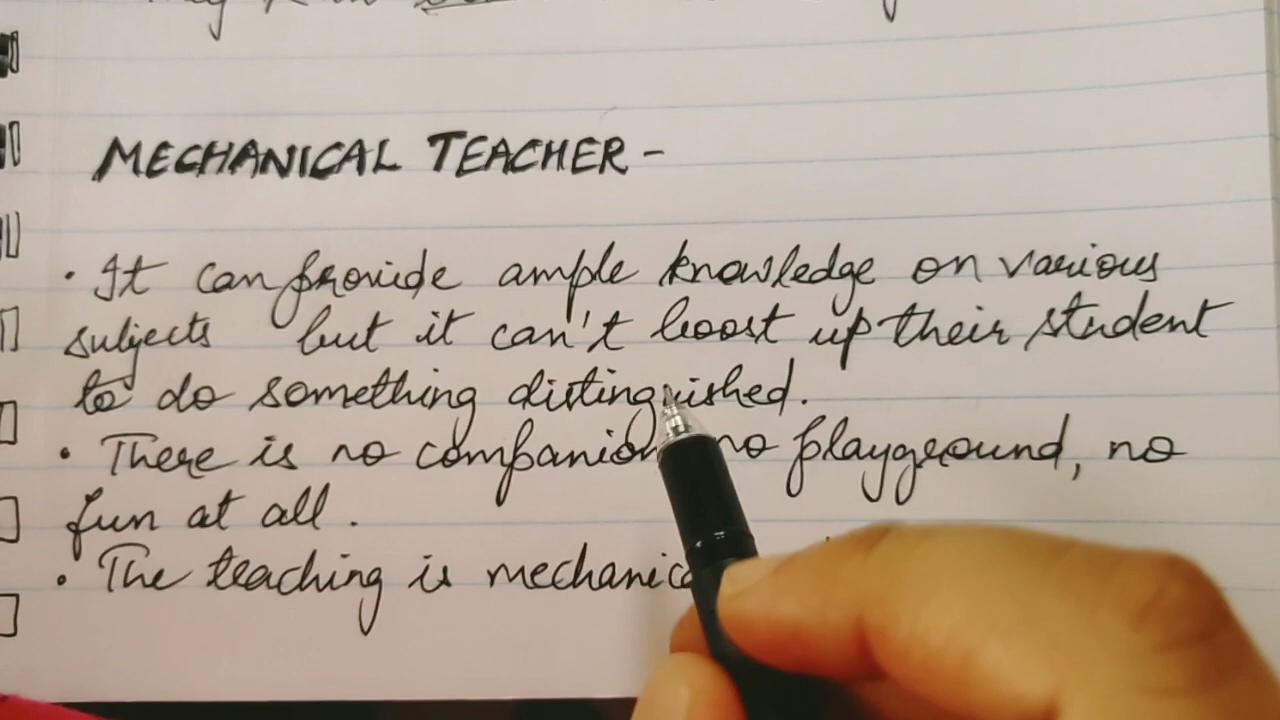 MECHANICAL TEACHER -
• It can provide ample knowledge on various
subjects but it can't boost up their student
to do something distinguished.
• There is no companion no playground, no
fun at all.
• The teaching is